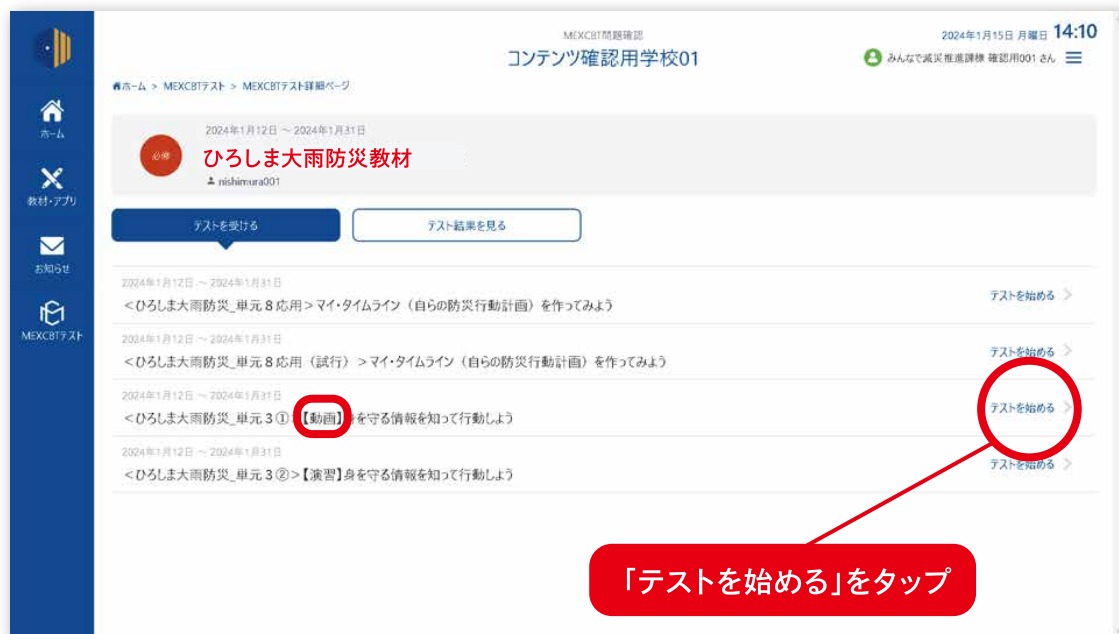 MEXCBT問題確認
コンテンツ確認用学校01
2024年1月15日 月曜日 14:10
みんなで減災推進課様 確認用001 さん
ホーム > MEXCBTテスト > MEXCBTテスト詳細ページ
ホーム
教材・アプリ
お知らせ
MEXCBTテスト
2024年1月12日 ~ 2024年1月31日
必修
ひろしま大雨防災教材
nishimura001
テストを受ける
テスト結果を見る
2024年1月12日 ~ 2024年1月31日
<ひろしま大雨防災_単元8応用>マイ・タイムライン（自らの防災行動計画）を作ってみよう
テストを始める
2024年1月12日 ~ 2024年1月31日
<ひろしま大雨防災_単元8応用（試行）>マイ・タイムライン（自らの防災行動計画）を作ってみよう
テストを始める
2024年1月12日 ~ 2024年1月31日
<ひろしま大雨防災_単元3①>【動画】身を守る情報を知って行動しよう
テストを始める
2024年1月12日 ~ 2024年1月31日
<ひろしま大雨防災_単元3②>【演習】身を守る情報を知って行動しよう
テストを始める
「テストを始める」をタップ